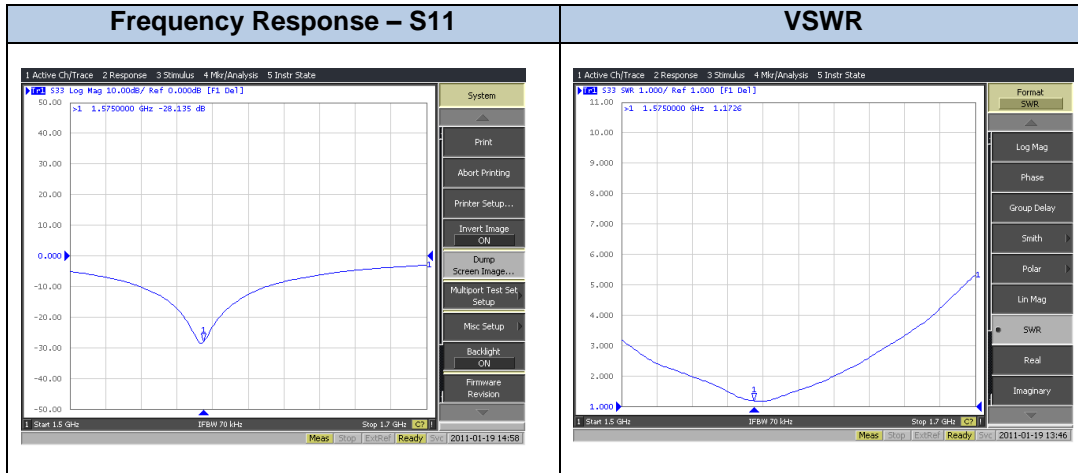 Frequency Response – S11
1 Active Ch/Trace 2 Response 3 Stimulus 4 Mkr/Analysis 5 Instr State
Tr1 S33 Log Mag 10.00dB/ Ref 0.000dB [F1 Del]
50.00
>1 1.5750000 GHz -28.135 dB
40.00
30.00
20.00
10.00
0.000
-10.00
-20.00
-30.00
-40.00
-50.00
1
1
System
Print
Abort Printing
Printer Setup...
Invert Image
ON
Dump
Screen Image...
Multiport Test Set
Setup
Misc Setup
Backlight
ON
Firmware
Revision
1 Start 1.5 GHz IFBW 70 kHz Stop 1.7 GHz C? !
Meas Stop ExtRef Ready Svc 2011-01-19 14:58
VSWR
1 Active Ch/Trace 2 Response 3 Stimulus 4 Mkr/Analysis 5 Instr State
Tr1 S33 SWR 1.000/ Ref 1.000 [F1 Del]
11.00
>1 1.5750000 GHz 1.1726
10.00
9.000
8.000
7.000
6.000
5.000
4.000
3.000
2.000
1.000
1
1
Format
SWR
Log Mag
Phase
Group Delay
Smith
Polar
Lin Mag
SWR
Real
Imaginary
1 Start 1.5 GHz IFBW 70 kHz Stop 1.7 GHz C? !
Meas Stop ExtRef Ready Svc 2011-01-19 13:46